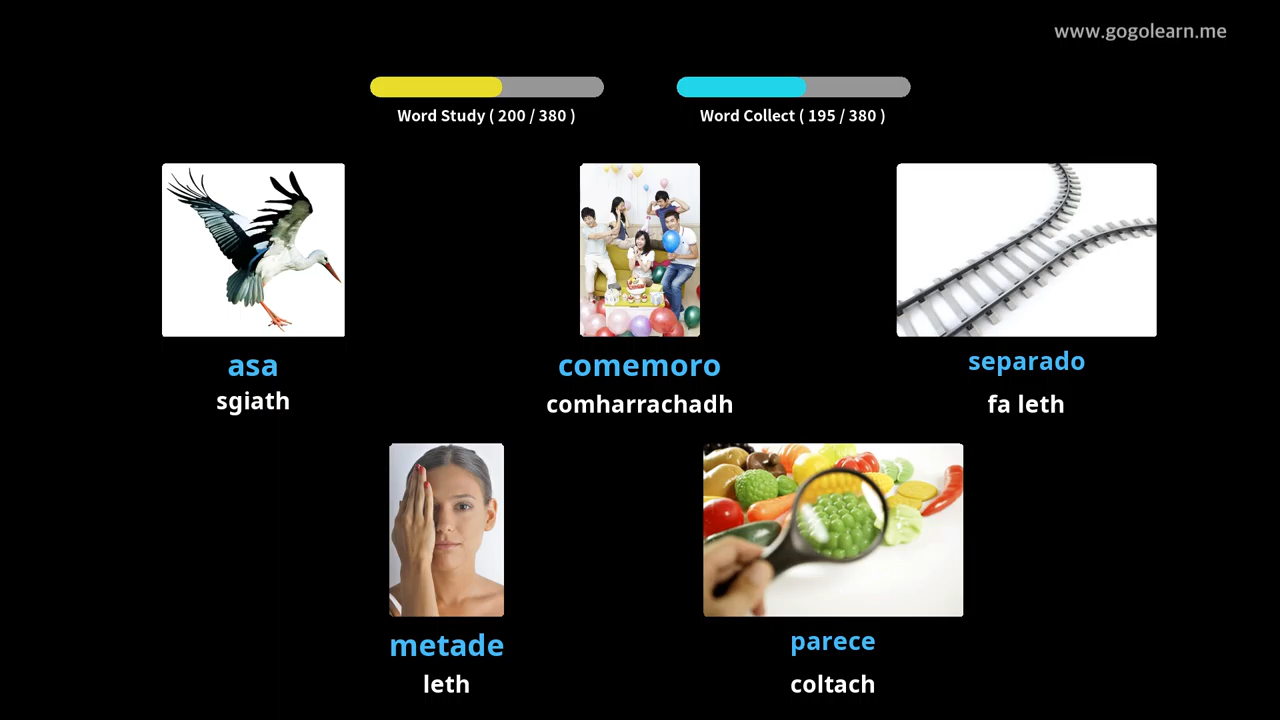 www.gogolearn.me
Word Study ( 200 / 380 )
Word Collect ( 195 / 380 )
asa
sgiath
comemoro
comharrachadh
separado
fa leth
metade
leth
parece
coltach